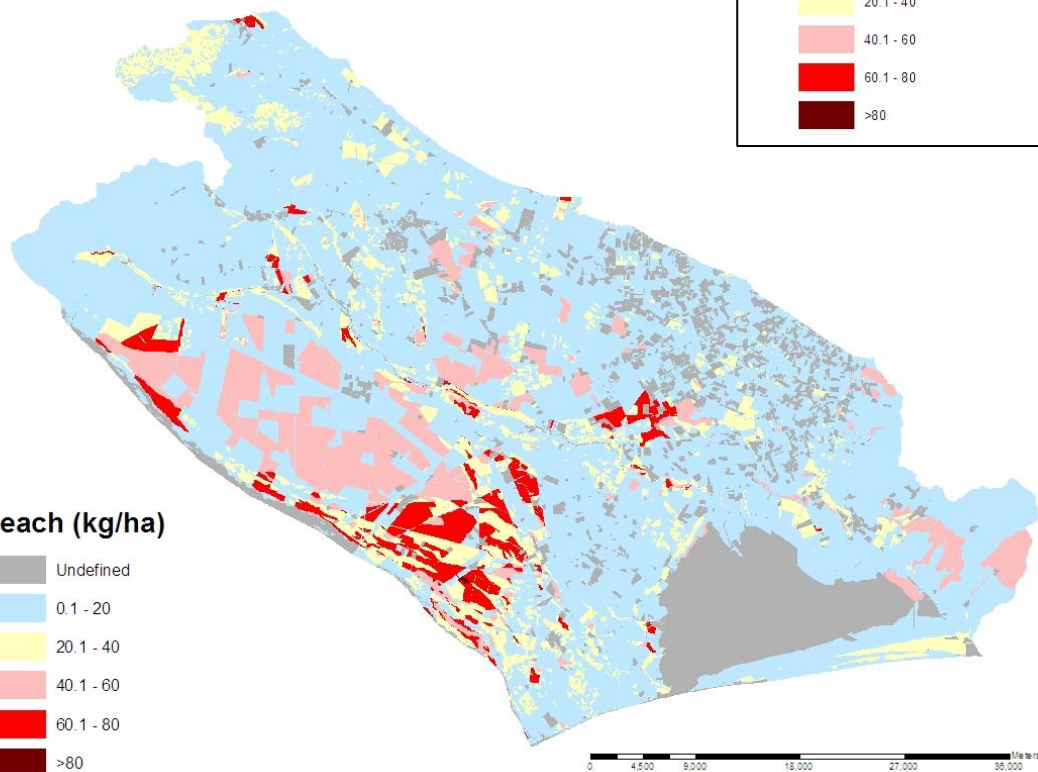 20.1 - 40
40.1 - 60
60.1 - 80
>80
each (kg/ha)
Undefined
0.1 - 20
20.1 - 40
40.1 - 60
60.1 - 80
>80
Meters
0 4,500 9,000 18,000 27,000 36,000